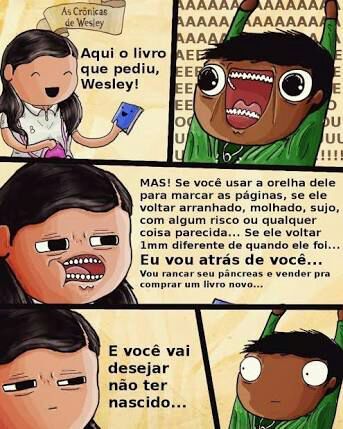 As Crônicas
de Wesley
Aqui o livro
que pediu,
Wesley!
B
MAS! Se você usar a orelha dele
para marcar as páginas, se ele
voltar arranhado, molhado, sujo,
com algum risco ou qualquer
coisa parecida... Se ele voltar
1mm diferente de quando ele foi...
Eu vou atrás de você...
Vou rancar seu pâncreas e vender pra
comprar um livro novo...
E você vai
desejar
não ter
nascido...